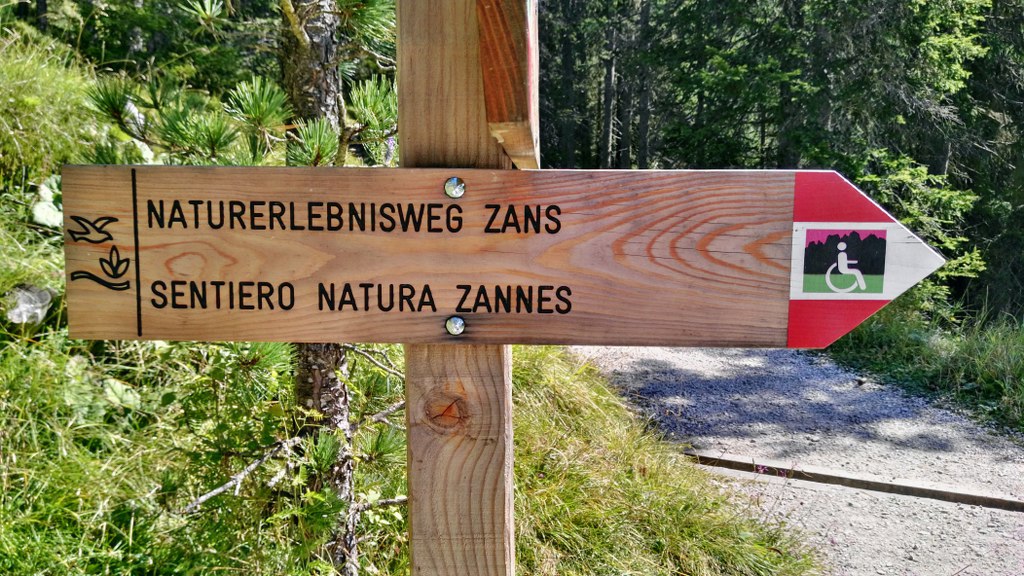 NATURERLEBNISWEG ZANS
SENTIERO NATURA ZANNES